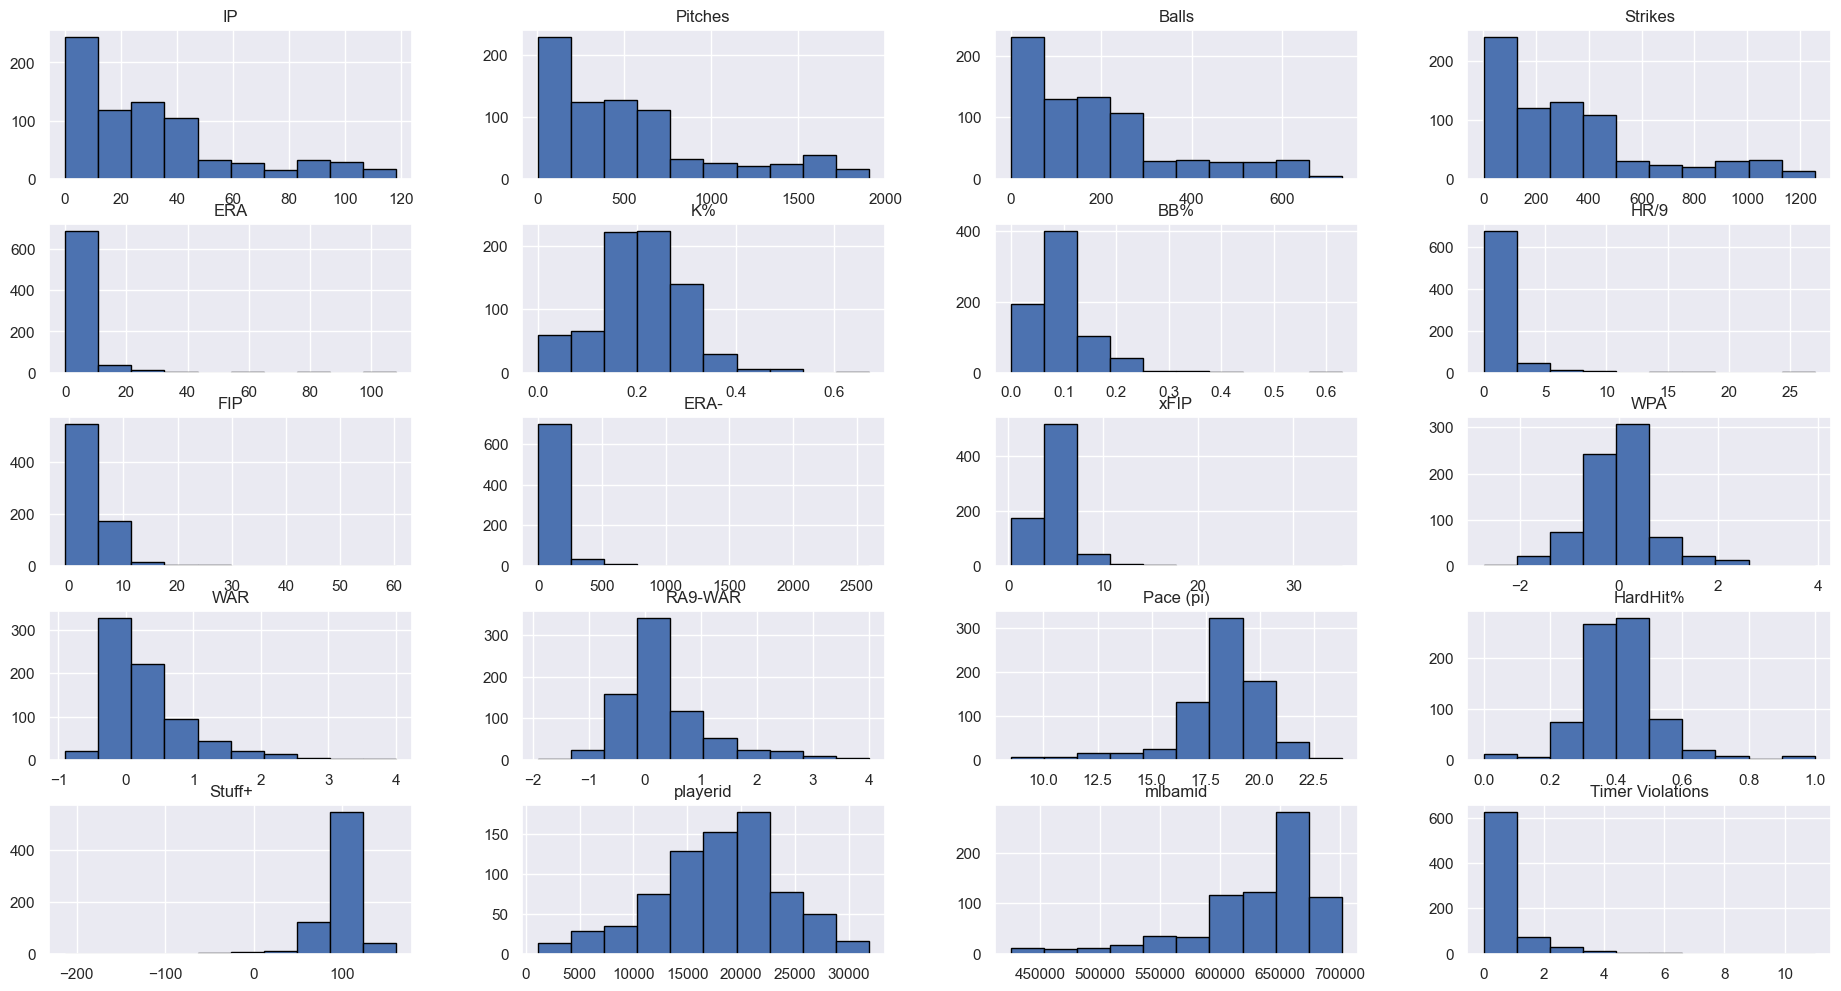 IP Pitches Balls Strikes
200 200 200 200
100 100 100 100
0 0 0 0
0 20 40 60 80 100 120 0 500 1000 1500 2000 0 200 400 600 0 200 400 600 800 1000 1200
ERA K% BB% HR/9
600 200 400 600
400 100 200 400
200 0 0 200
0 0
0 20 40 60 80 100 0.0 0.2 0.4 0.6 0.0 0.1 0.2 0.3 0.4 0.5 0.6 0 5 10 15 20 25
FIP ERA- xFIP WPA
400 600 400 300
200 400 200 200
0 200 0 100
0 0
0 10 20 30 40 50 60 0 500 1000 1500 2000 2500 0 10 20 30 −2 0 2 4
WAR RA9-WAR Pace (pi) HardHit%
300 300 300 200
200 200 200 100
100 100 100 0
0 0 0
−1 0 1 2 3 4 −1 0 1 2 3 4 10.0 12.5 15.0 17.5 20.0 22.5 0.0 0.2 0.4 0.6 0.8 1.0
Stuff+ playerid mlbamid Timer Violations
400 150 200 600
200 100 100 400
0 50 0 200
0 0
−200 −100 0 100 0 5000 10000 15000 20000 25000 30000 450000 500000 550000 600000 650000 700000 0 2 4 6 8 10